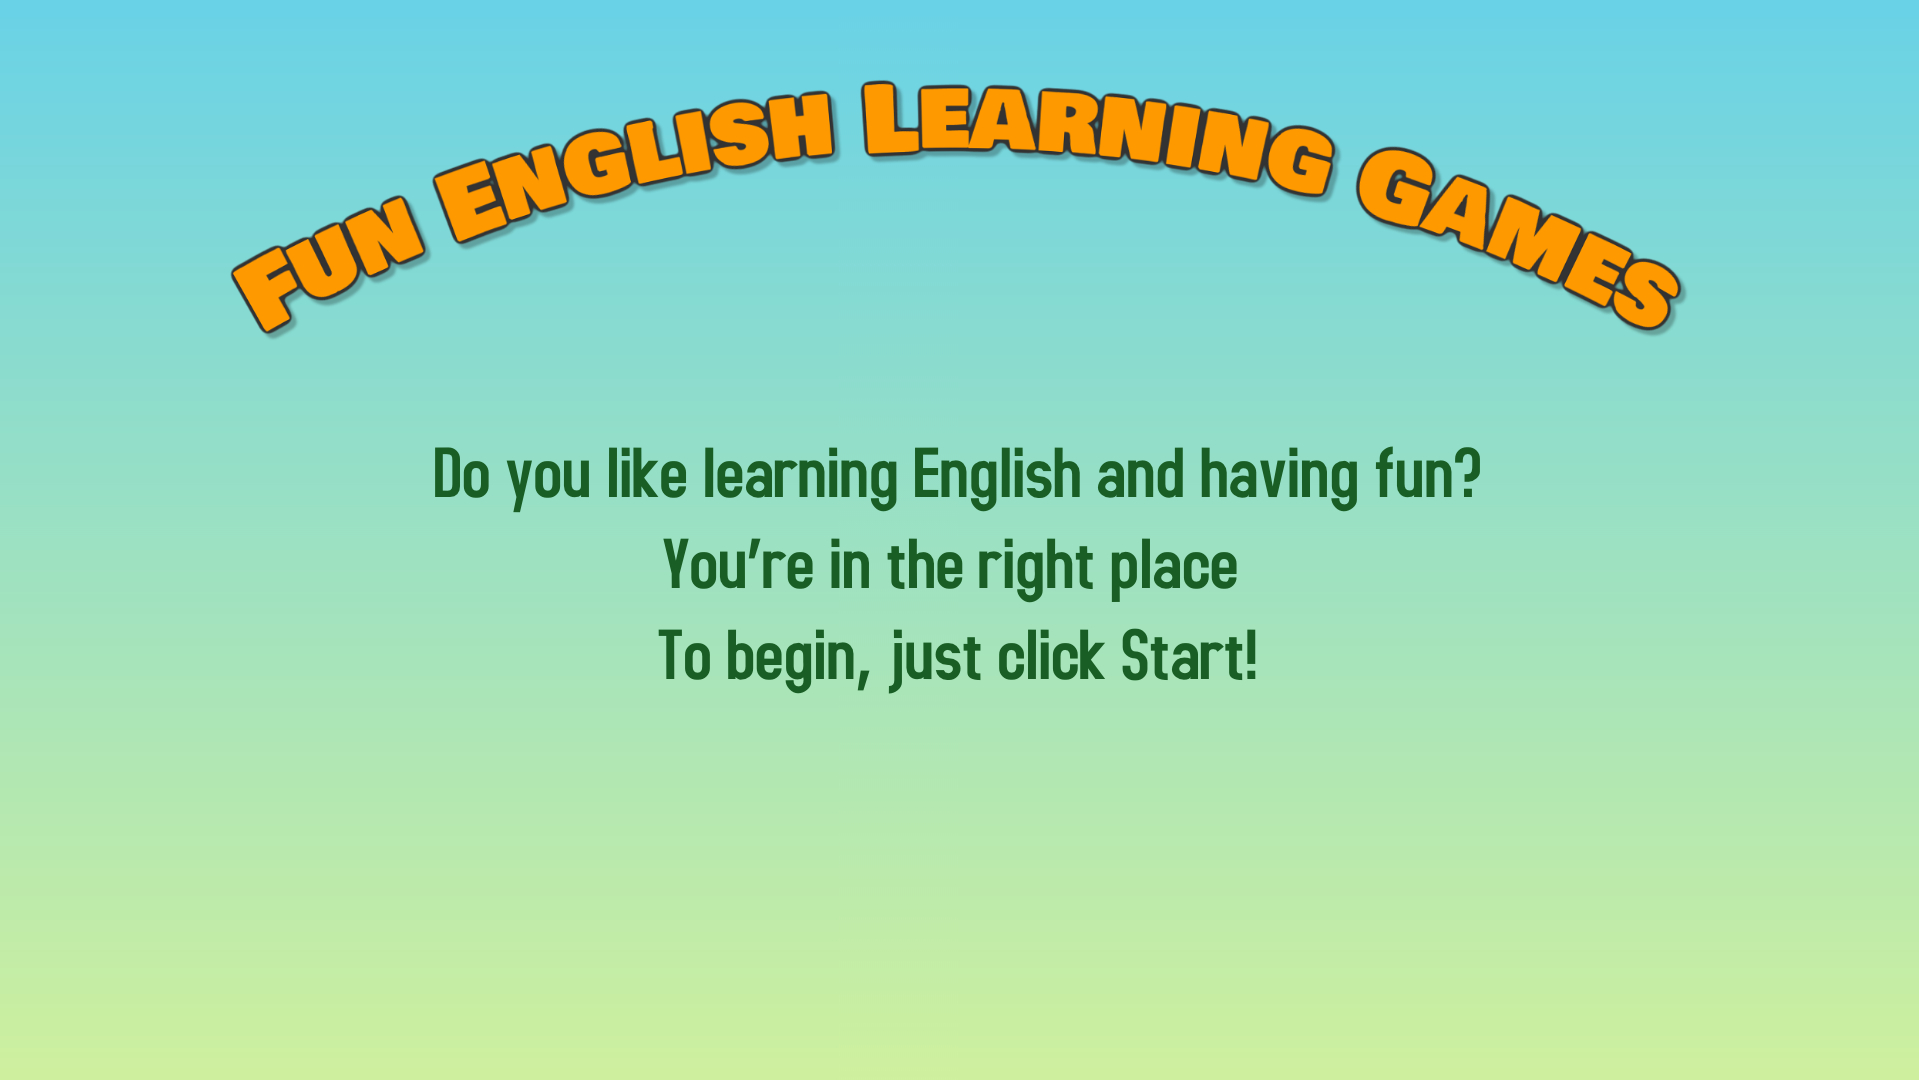 Fun English Learning Games
Do you like learning English and having fun?
You're in the right place
To begin, just click Start!